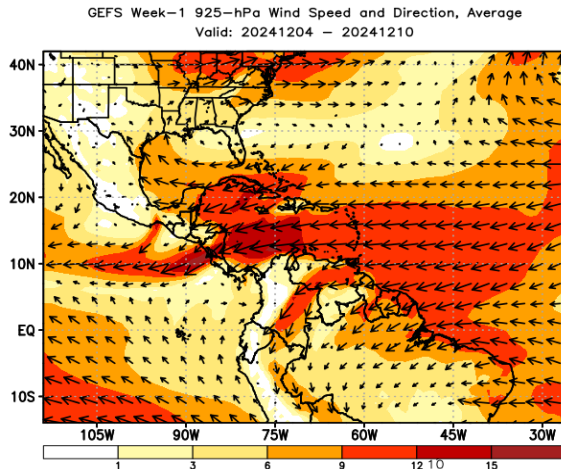 GEFS Week-1 925-hPa Wind Speed and Direction, Average
Valid: 20241204 - 20241210
40N
30N
20N
10N
EQ
10S
105W 90W 75W 60W 45W 30W
1 3 6 9 12 10 15